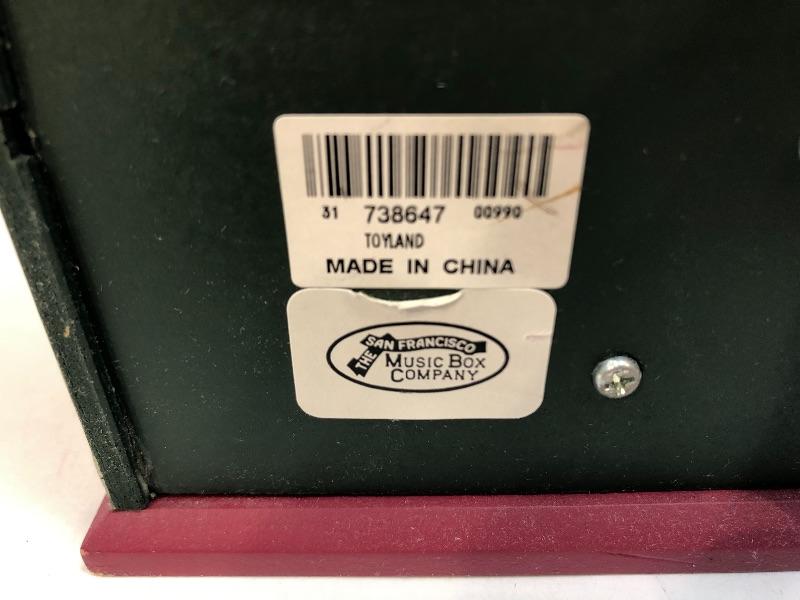 31 738647 00990
TOYLAND
MADE IN CHINA
THE SAN FRANCISCO
MUSIC BOX
COMPANY